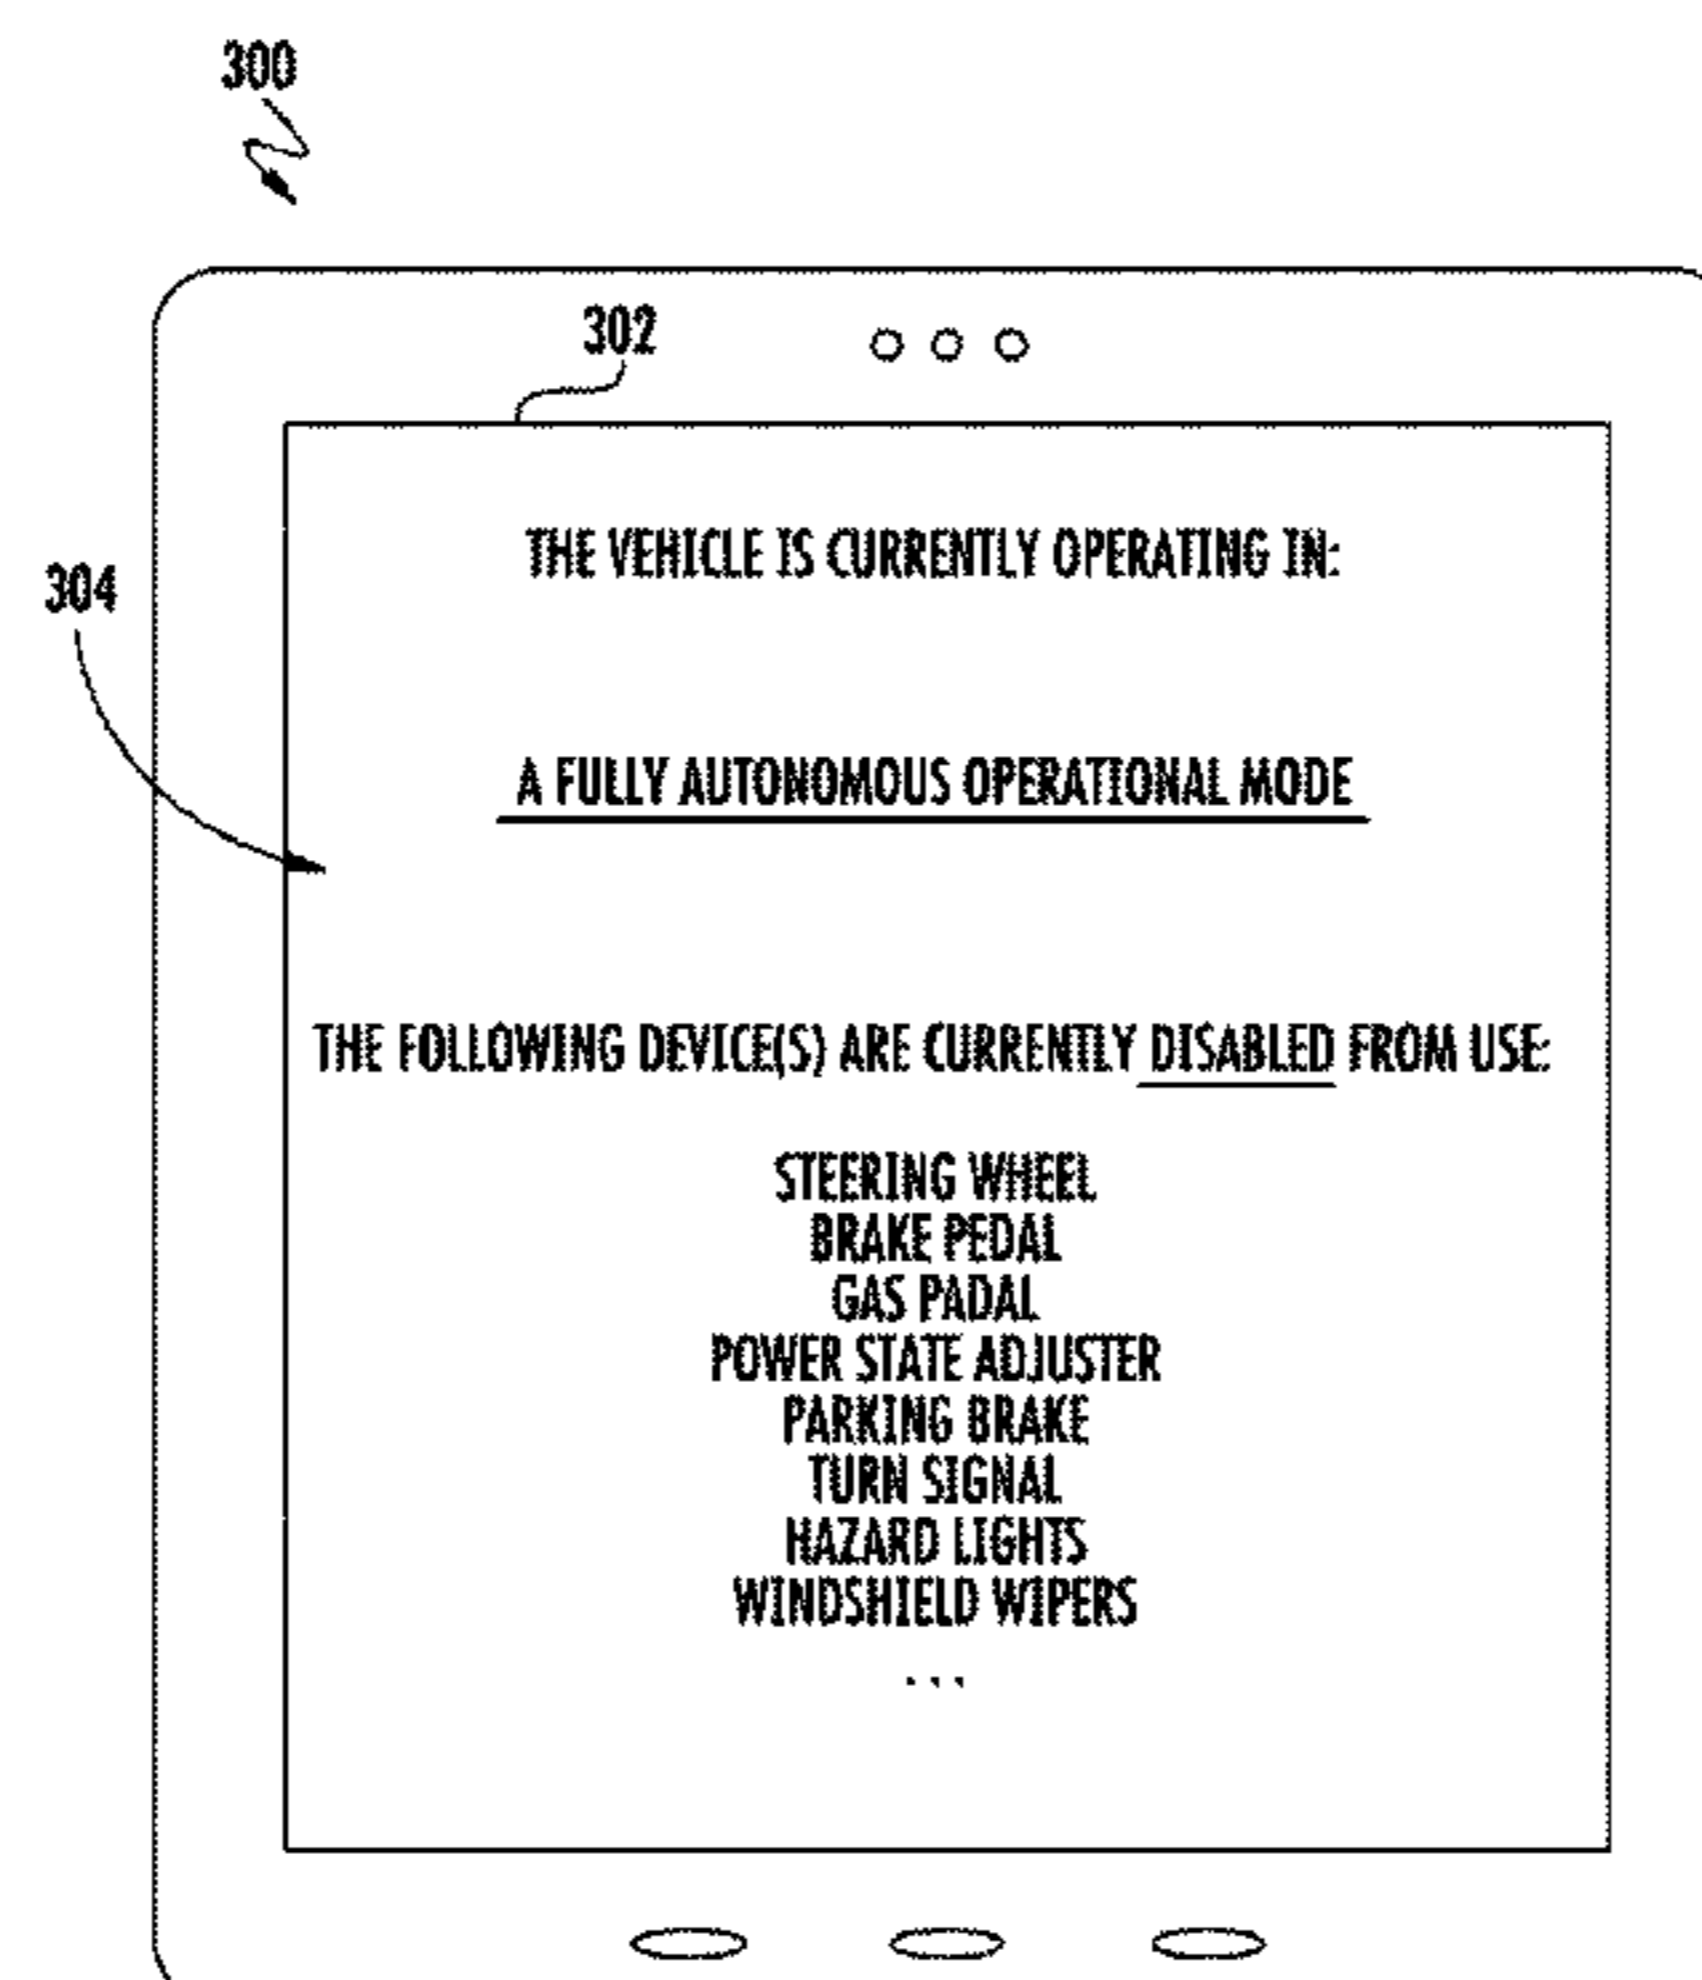 300
302
304
THE VEHICLE IS CURRENTLY OPERATING IN:
A FULLY AUTONOMOUS OPERATIONAL MODE
THE FOLLOWING DEVICE(S) ARE CURRENTLY DISABLED FROM USE:
STEERING WHEEL
BRAKE PEDAL
GAS PADAL
POWER STATE ADJUSTER
PARKING BRAKE
TURN SIGNAL
HAZARD LIGHTS
WINDSHIELD WIPERS
...